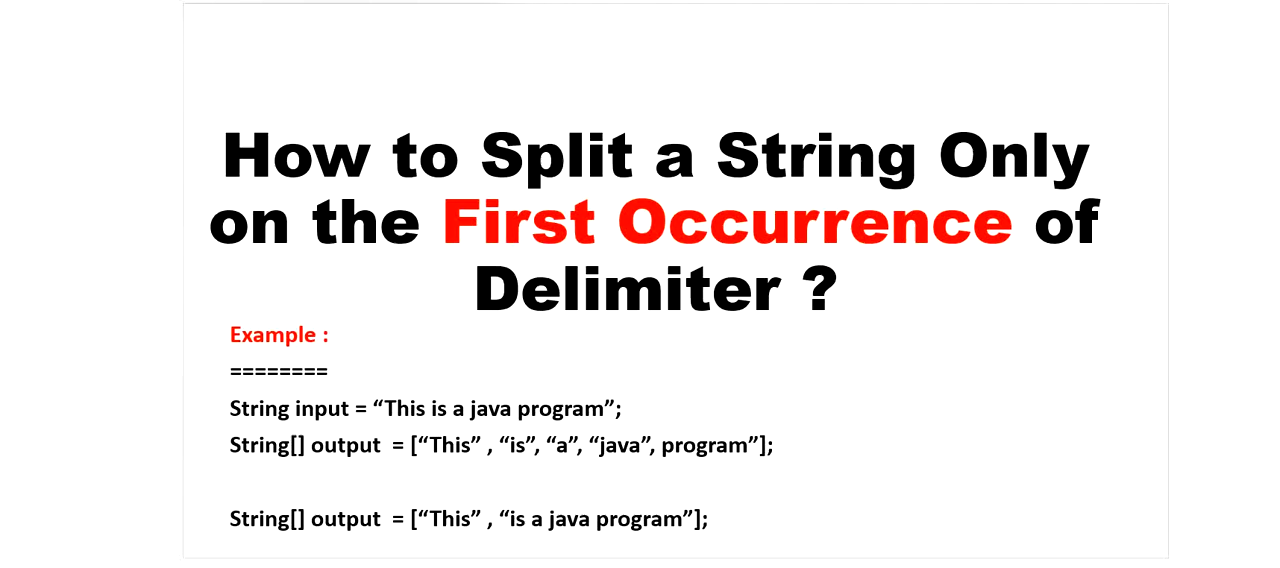 How to Split a String Only
on the First Occurrence of
Delimiter ?
Example :
========
String input = “This is a java program”;
String[] output  = [“This” , “is”, “a”, “java”, program”];
String[] output  = [“This” , “is a java program”];